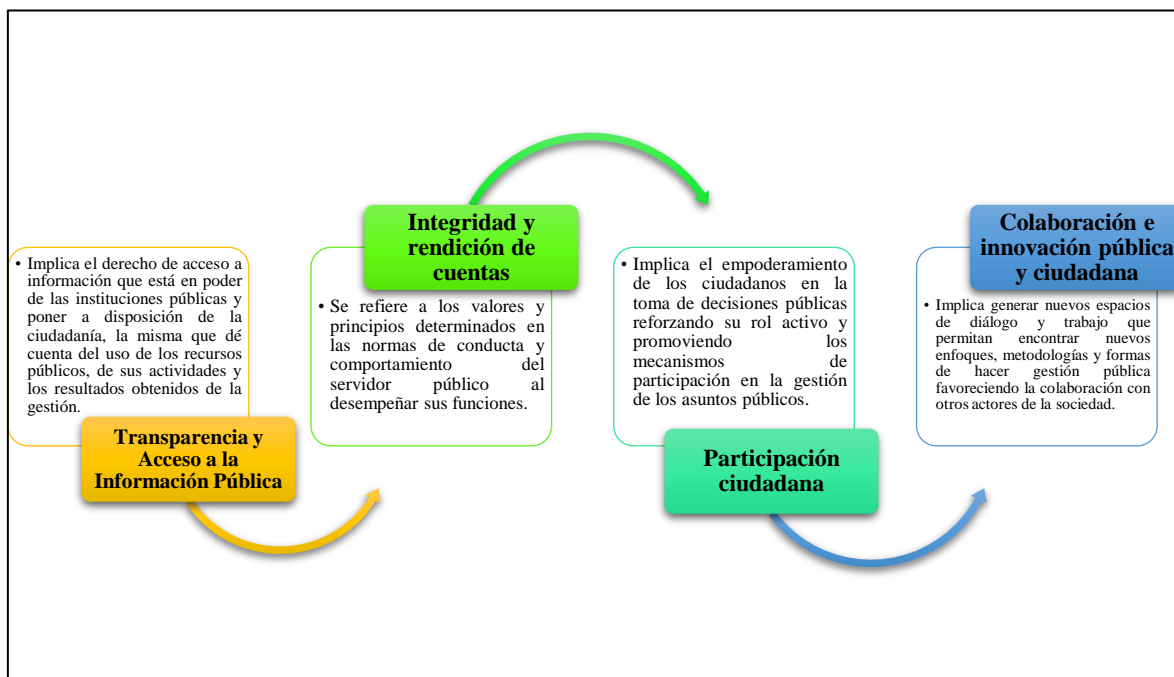 • Implica el derecho de acceso a
información que está en poder
de las instituciones públicas y
poner a disposición de la
ciudadanía, la misma que dé
cuenta del uso de los recursos
públicos, de sus actividades y
los resultados obtenidos de la
gestión.
Transparencia y
Acceso a la
Información Pública
Integridad y
rendición de
cuentas
• Se refiere a los valores y
principios determinados en
las normas de conducta y
comportamiento del
servidor público al
desempeñar sus funciones.
• Implica el empoderamiento
de los ciudadanos en la
toma de decisiones públicas
reforzando su rol activo y
promoviendo los
mecanismos de
participación en la gestión
de los asuntos públicos.
Participación
ciudadana
Colaboración e
innovación pública
y ciudadana
• Implica generar nuevos espacios
de diálogo y trabajo que
permitan encontrar nuevos
enfoques, metodologías y formas
de hacer gestión pública
favoreciendo la colaboración con
otros actores de la sociedad.